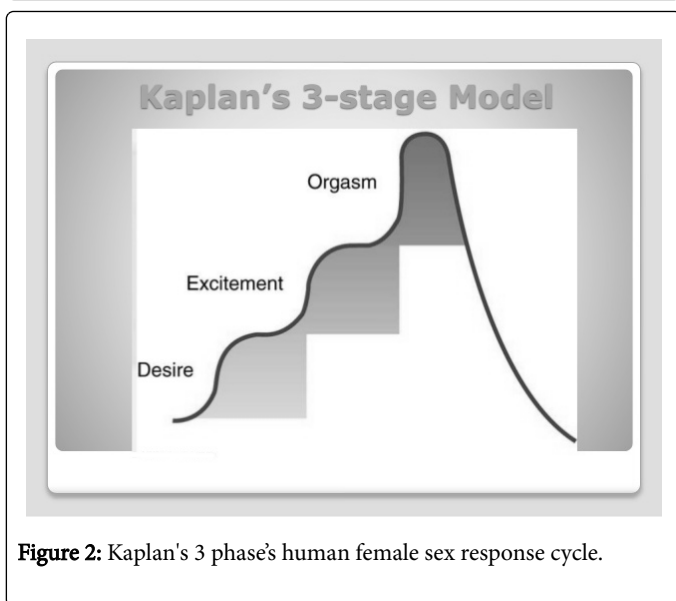 Kaplan's 3-stage Model
Orgasm
Excitement
Desire
Figure 2: Kaplan's 3 phase's human female sex response cycle.